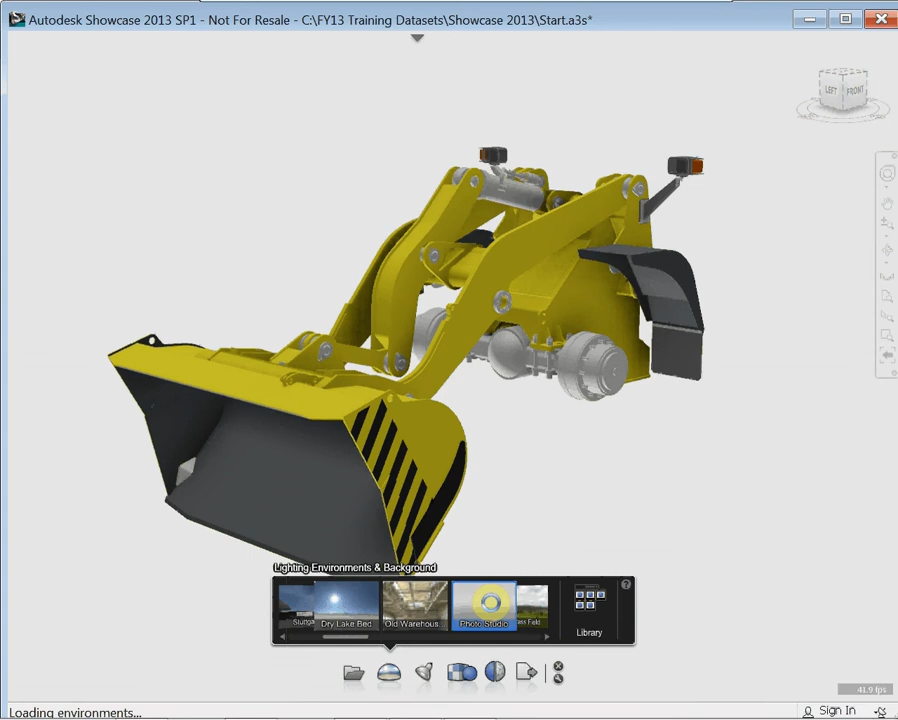 Autodesk Showcase 2013 SP1 - Not For Resale - C:\FY13 Training Datasets\Showcase 2013\Start.a3s*
LEFT FRONT
Lighting Environments & Background
Dry Lake Bed Old Warehous... Photo Studio
Library
41.9 fps
Loading environments... Sign In